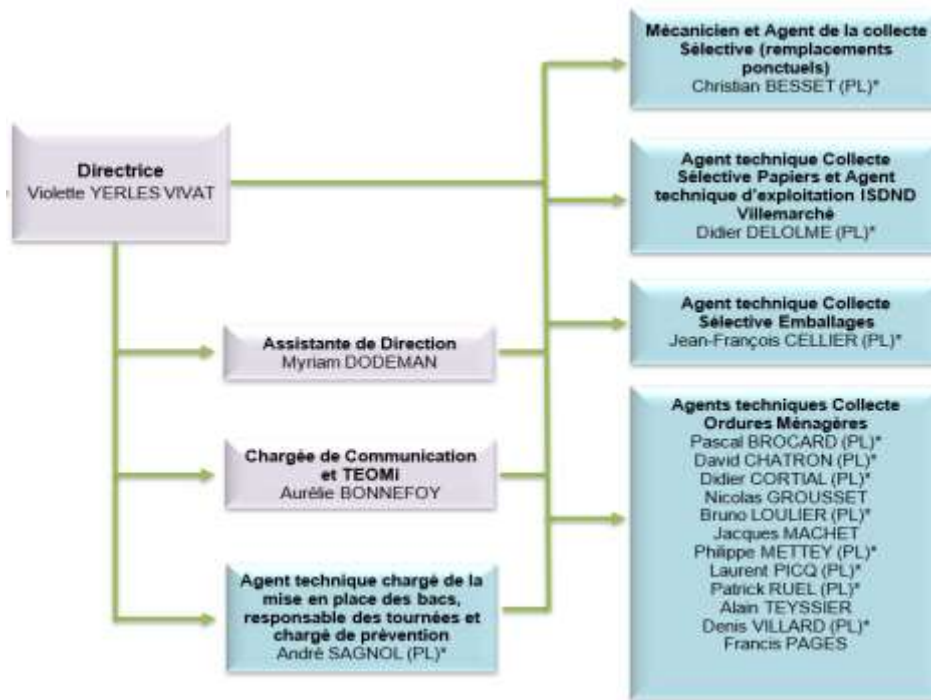 Directrice
Violette YERLES VIVAT
Assistante de Direction
Myriam DODEMAN
Chargée de Communication
et TEOMi
Aurélie BONNEFOY
Agent technique chargé de la
mise en place des bacs,
responsable des tournées et
chargé de prévention
André SAGNOL (PL)*
Mécanicien et Agent de la collecte
Sélective (remplacements
ponctuels)
Christian BESSET (PL)*
Agent technique Collecte
Sélective Papiers et Agent
technique d'exploitation ISDND
Villemarché
Didier DELOLME (PL)*
Agent technique Collecte
Sélective Emballages
Jean-François CELLIER (PL)*
Agents techniques Collecte
Ordures Ménagères
Pascal BROCARD (PL)*
David CHATRON (PL)*
Didier CORTIAL (PL)*
Nicolas GROUSSET
Bruno LOULIER (PL)*
Jacques MACHET
Philippe METTEY (PL)*
Laurent PICQ (PL)*
Patrick RUEL (PL)*
Alain TEYSSIER
Denis VILLARD (PL)*
Francis PAGES